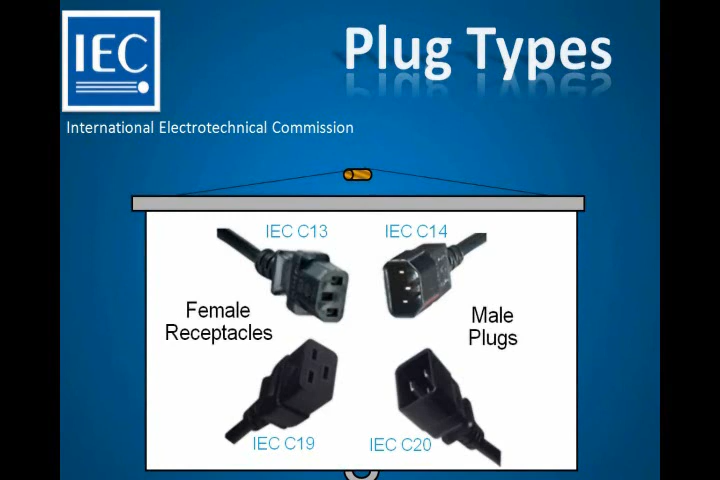 IEC
Plug Types
International Electrotechnical Commission
IEC C13
IEC C14
Female
Receptacles
Male
Plugs
IEC C19
IEC C20